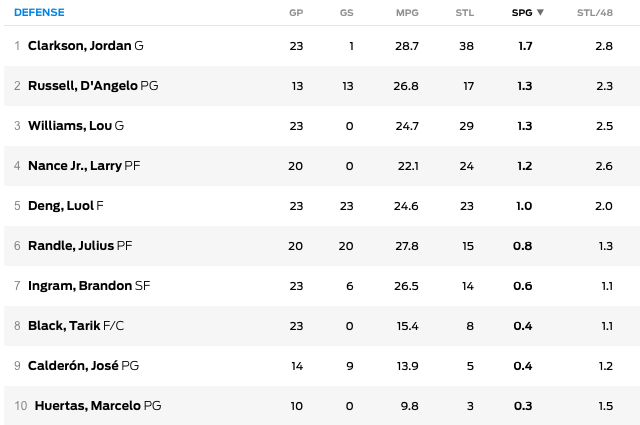 DEFENSE GP GS MPG STL SPG ▼ STL/48
1 Clarkson, Jordan G 23 1 28.7 38 1.7 2.8
2 Russell, D'Angelo PG 13 13 26.8 17 1.3 2.3
3 Williams, Lou G 23 0 24.7 29 1.3 2.5
4 Nance Jr., Larry PF 20 0 22.1 24 1.2 2.6
5 Deng, Luol F 23 23 24.6 23 1.0 2.0
6 Randle, Julius PF 20 20 27.8 15 0.8 1.3
7 Ingram, Brandon SF 23 6 26.5 14 0.6 1.1
8 Black, Tarik F/C 23 0 15.4 8 0.4 1.1
9 Calderón, José PG 14 9 13.9 5 0.4 1.2
10 Huertas, Marcelo PG 10 0 9.8 3 0.3 1.5